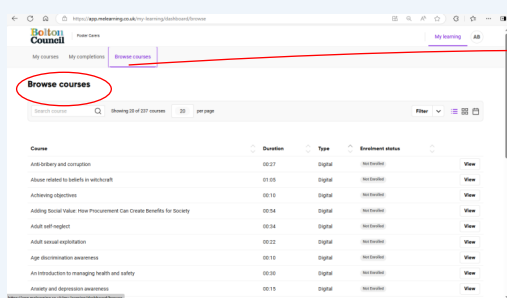 https://app.melearning.co.uk/my-learning/dashboard/browse
Bolton Council
Foster Carers
My learning AB
My courses My completions Browse courses
Browse courses
Search course Showing 20 of 237 courses 20 per page Filter
Course Duration Type Enrolment status
Anti-bribery and corruption 00:27 Digital Not Enrolled View
Abuse related to beliefs in witchcraft 01:05 Digital Not Enrolled View
Achieving objectives 00:10 Digital Not Enrolled View
Adding Social Value: How Procurement Can Create Benefits for Society 00:54 Digital Not Enrolled View
Adult self-neglect 00:34 Digital Not Enrolled View
Adult sexual exploitation 00:22 Digital Not Enrolled View
Age discrimination awareness 00:10 Digital Not Enrolled View
An introduction to managing health and safety 00:30 Digital Not Enrolled View
Anxiety and depression awareness 00:15 Digital Not Enrolled View